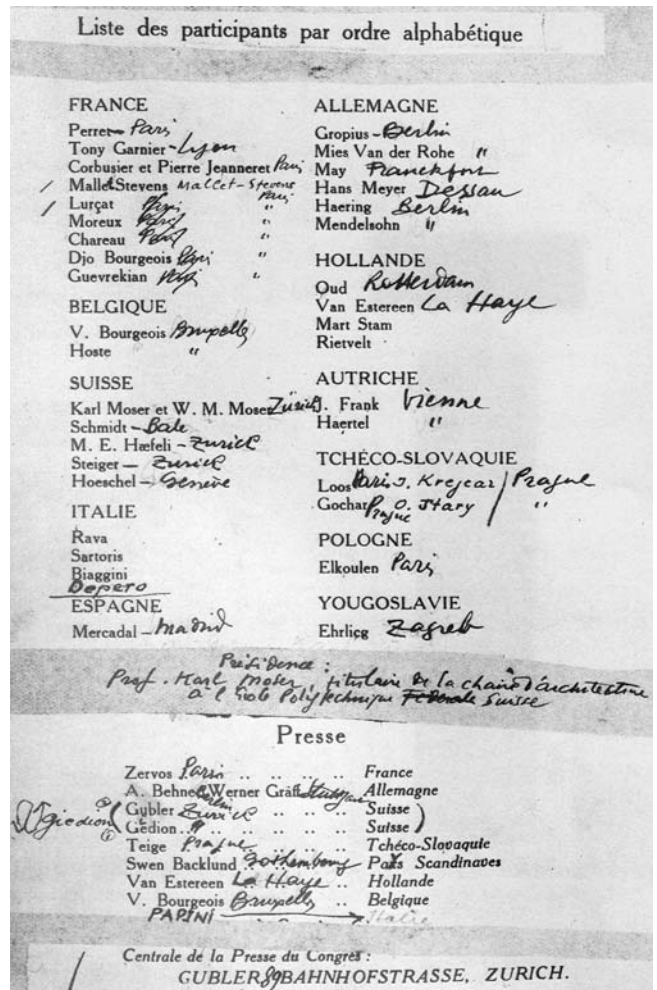 Liste des participants par ordre alphabétique
FRANCE
Perret Paris
Tony Garnier - Lyon
Corbusier et Pierre Jeanneret Paris
Mallet Stevens Mallet-Stevens Paris
Lurçat Paris "
Moreux Paris "
Chareau Paris "
Djo Bourgeois Paris "
Guevrekian Paris "
BELGIQUE
V. Bourgeois Bruxelles
Hoste "
SUISSE
Karl Moser et W. M. Moser Zürich
Schmidt - Bale
M. E. Hæfeli - Zurich
Steiger - Zurich
Hoeschel - Genève
ITALIE
Rava
Sartoris
Biaggini
Depero
ESPAGNE
Mercadal - Madrid
ALLEMAGNE
Gropius - Berlin
Mies Van der Rohe "
May Franckfort
Hans Meyer Dessau
Haering Berlin
Mendelsohn "
HOLLANDE
Oud Rotterdam
Van Estereen La Haye
Mart Stam
Rietvelt
AUTRICHE
J. Frank Vienne
Haertel "
TCHÉCO-SLOVAQUIE
Loos Paris J. Krejcar / Prague
Gochar Prague O. Stary "
POLOGNE
Elkoulen Paris
YOUGOSLAVIE
Ehrlicg Zagreb
Présidence :
Prof. Karl Moser, titulaire de la chaire d'architecture
à l'École Polytechnique Federale Suisse
Presse
Zervos Paris .. .. .. .. France
A. Behne Berlin Werner Gräff Stuttgart Allemagne
Gubler Zurich .. .. .. Suisse
Giedion
Gédion .. " .. .. .. .. Suisse
Teige Prague .. .. .. Tchéco-Slovaquie
Swen Backlund Gothembourg Pays Scandinaves
Van Estereen La Haye .. Hollande
V. Bourgeois Bruxelles .. Belgique
PAPINI Italie
Centrale de la Presse du Congrès :
GUBLER 89 BAHNHOFSTRASSE, ZURICH.